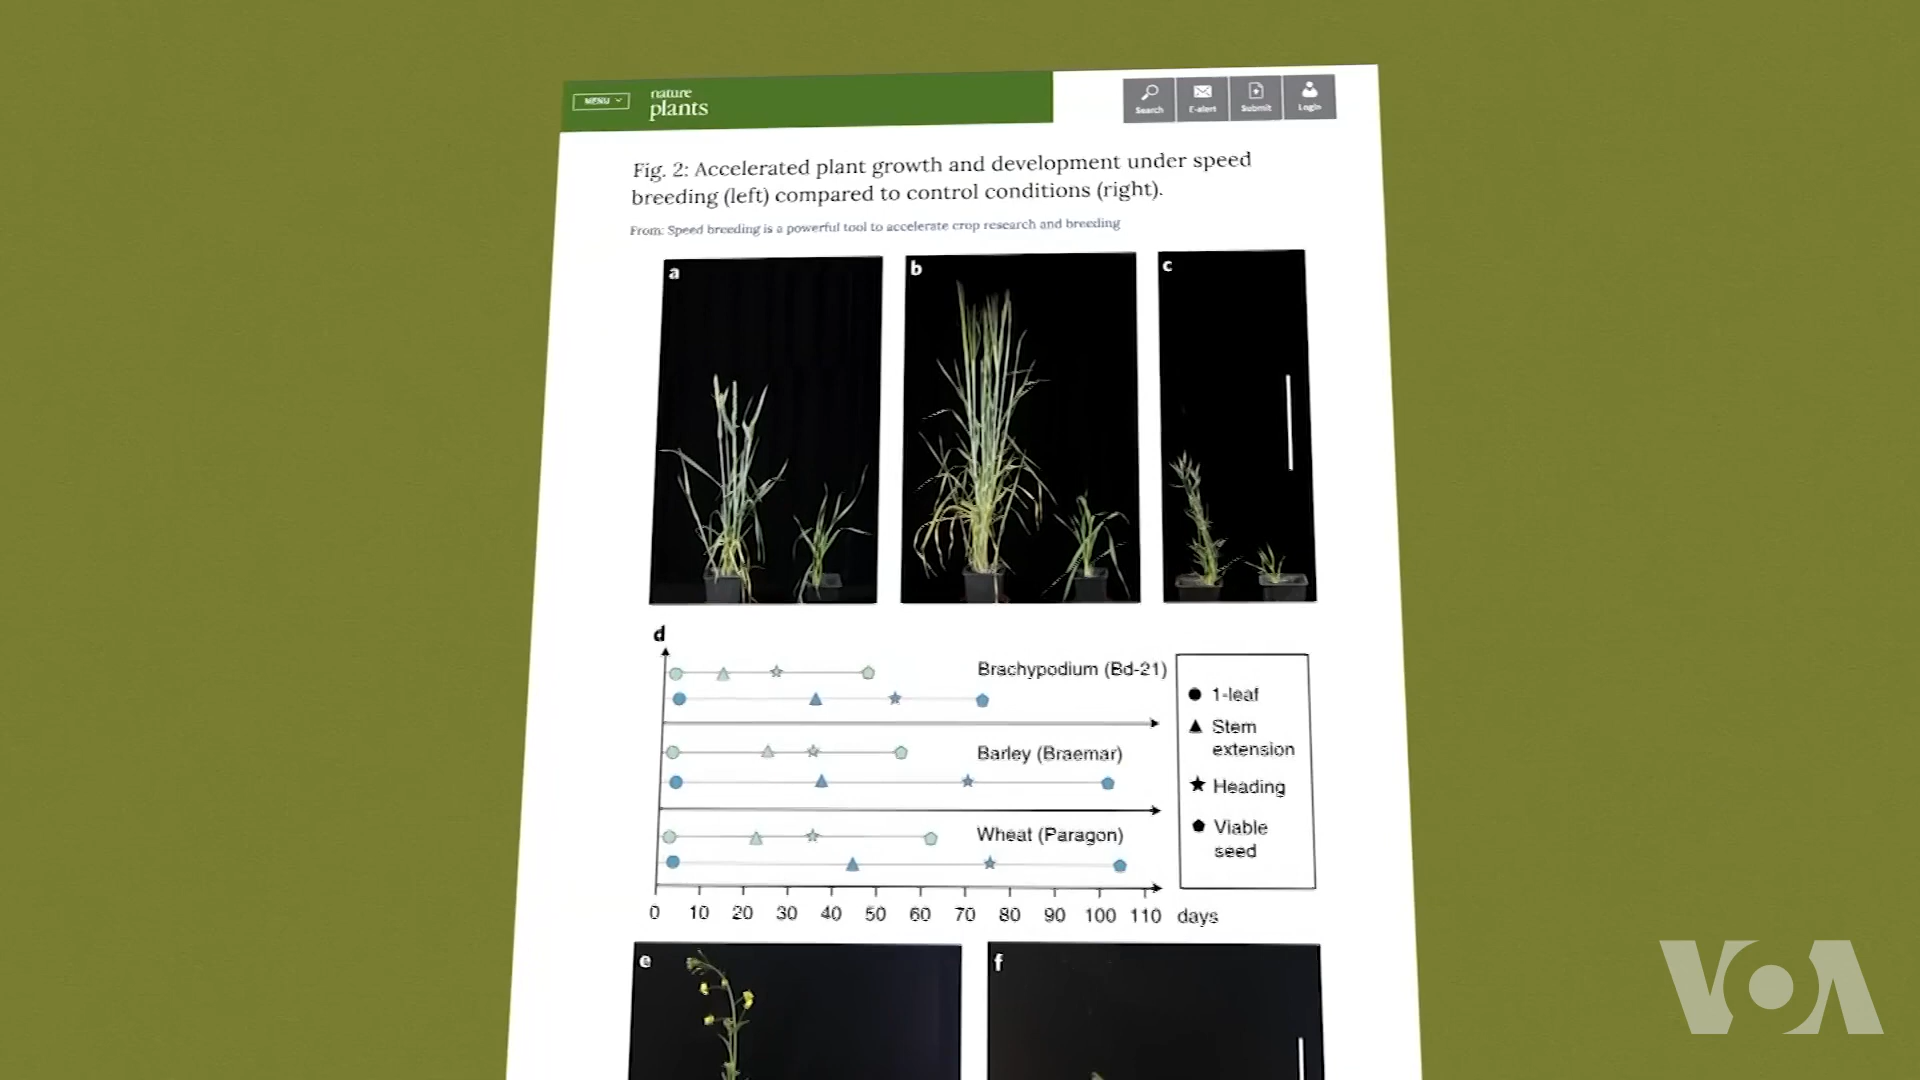 MENU
nature
plants
Search
E-alert
Submit
Login
Fig. 2: Accelerated plant growth and development under speed
breeding (left) compared to control conditions (right).
From: Speed breeding is a powerful tool to accelerate crop research and breeding
a
b
c
d
Brachypodium (Bd-21)
Barley (Braemar)
Wheat (Paragon)
1-leaf
Stem
extension
Heading
Viable
seed
0 10 20 30 40 50 60 70 80 90 100 110 days
e
f
VOA